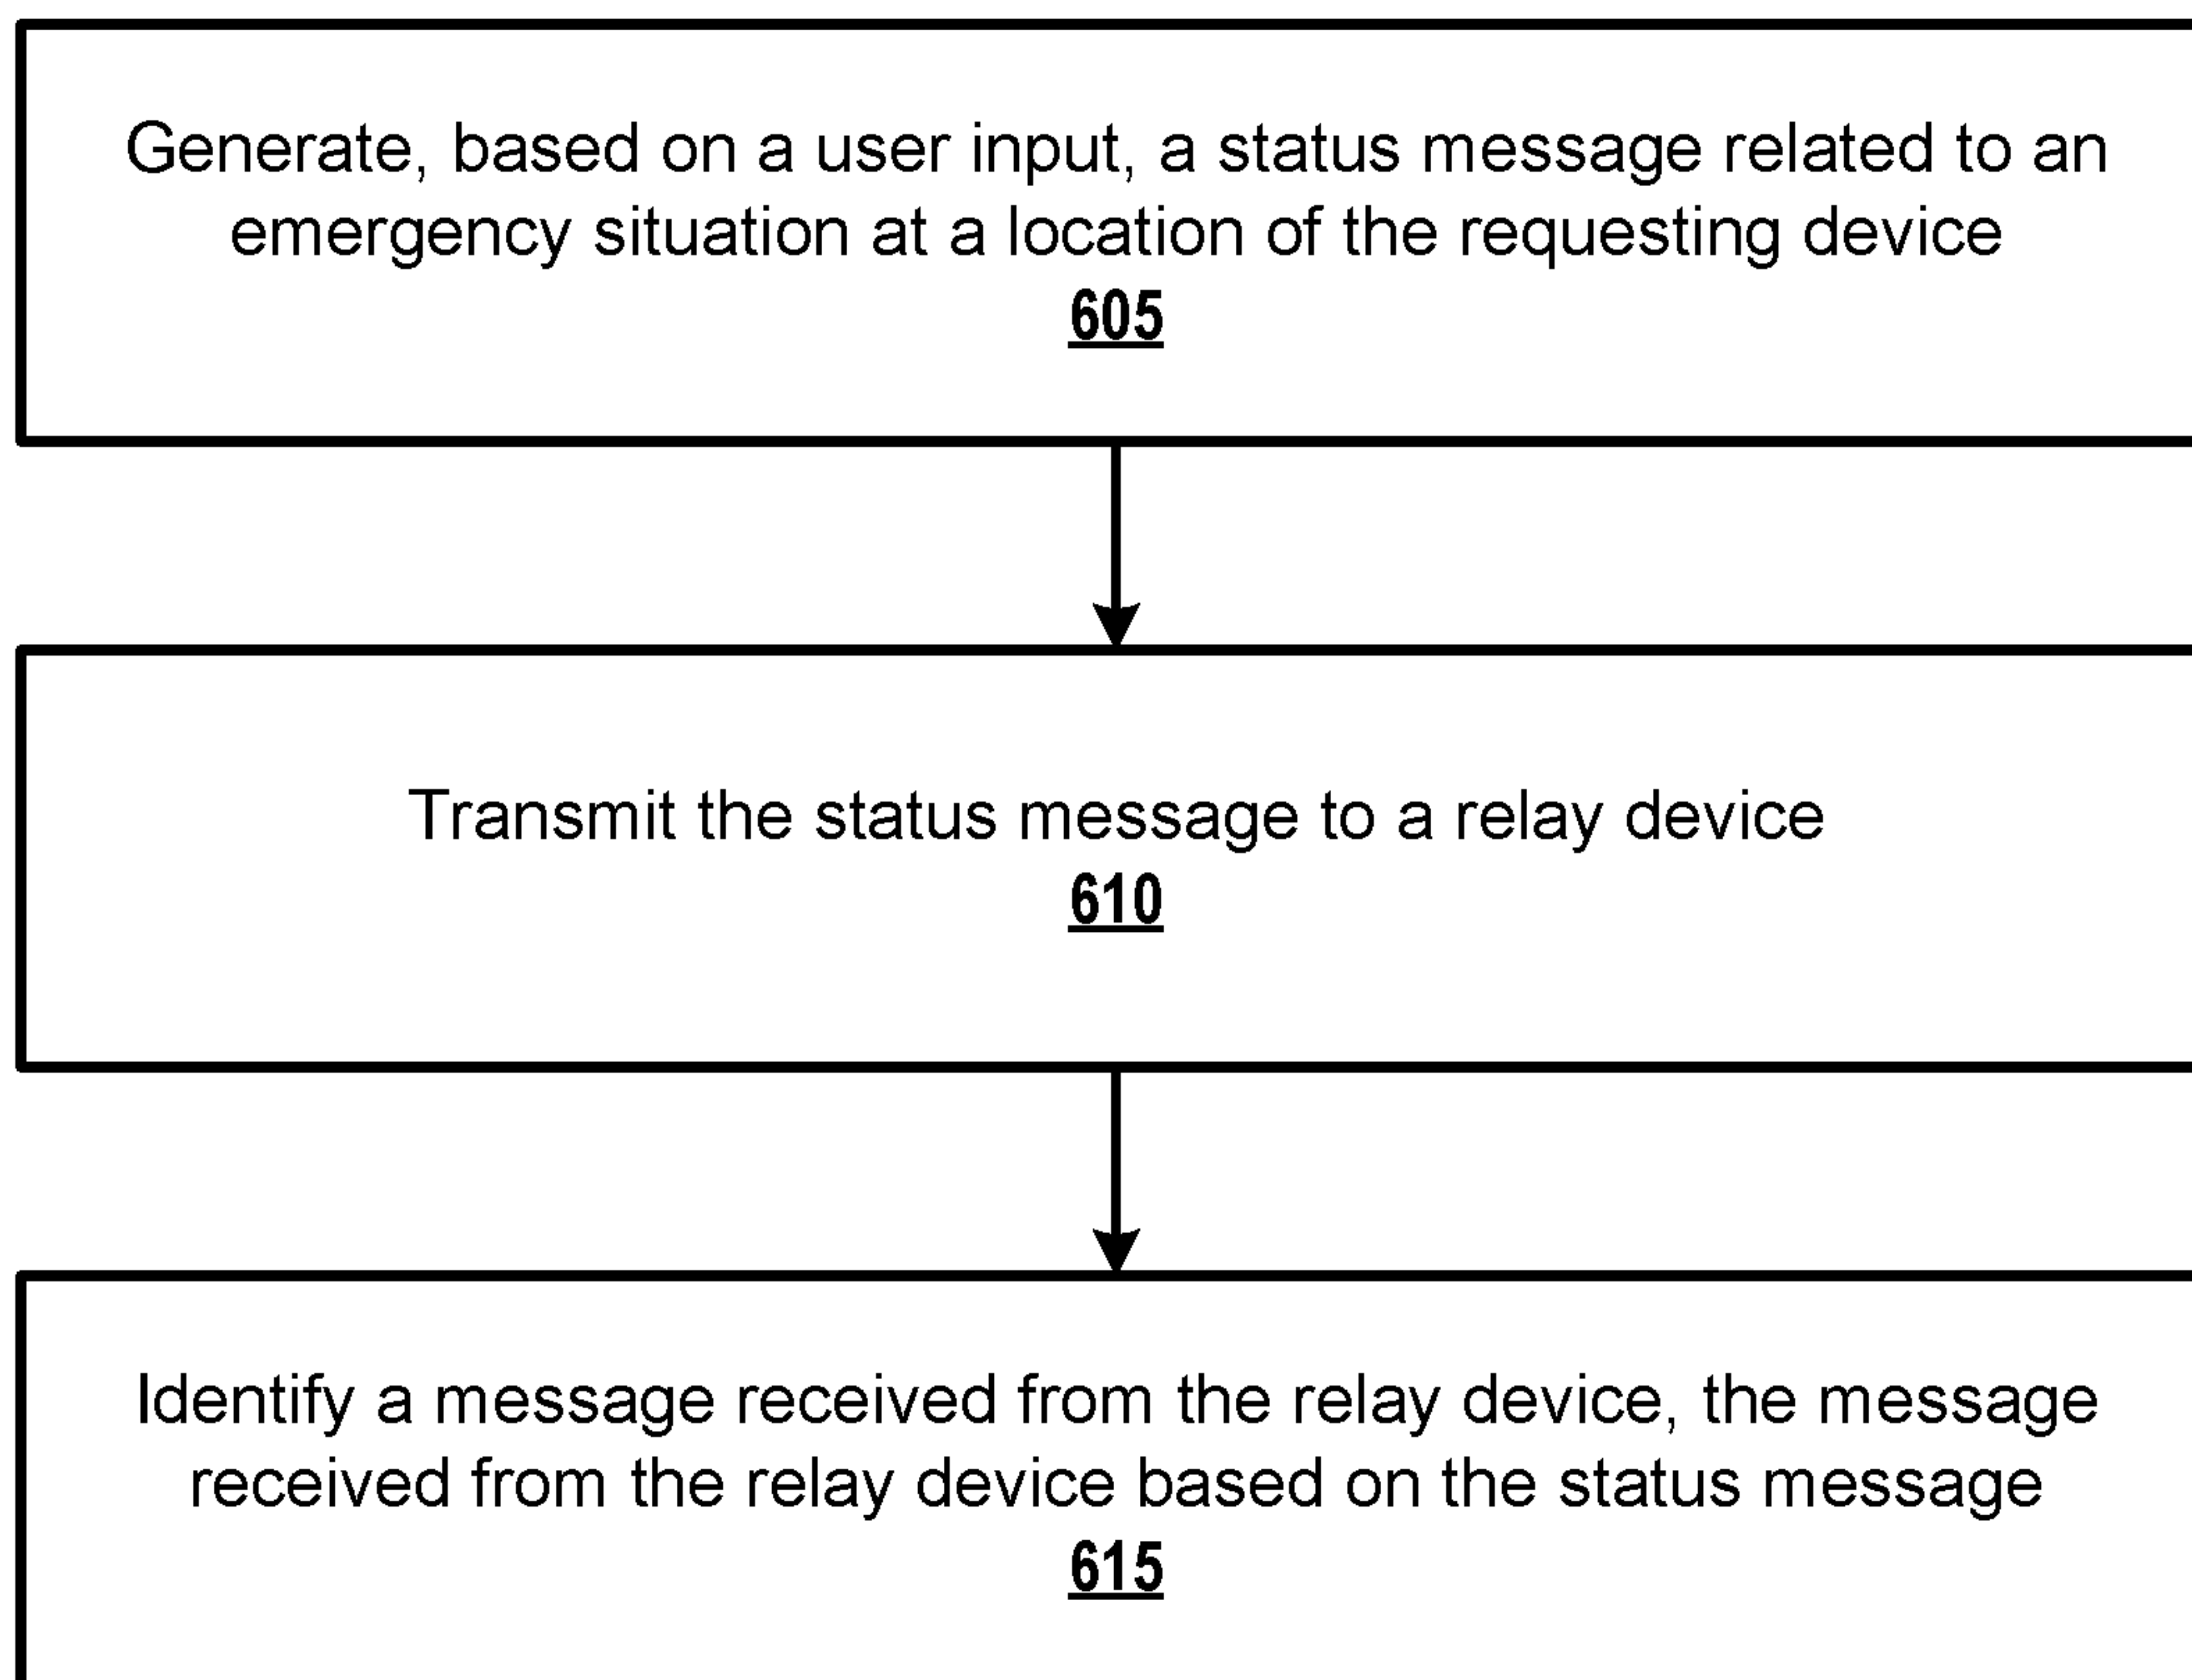 Generate, based on a user input, a status message related to an
emergency situation at a location of the requesting device
605
Transmit the status message to a relay device
610
Identify a message received from the relay device, the message
received from the relay device based on the status message
615